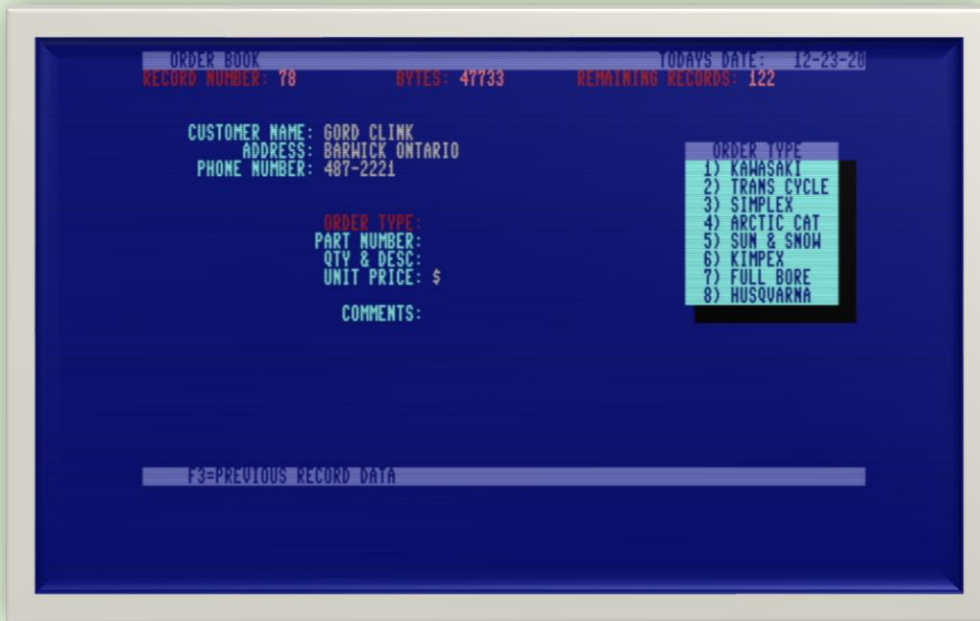 ORDER BOOK TODAYS DATE: 12-23-20
RECORD NUMBER: 78 BYTES: 47733 REMAINING RECORDS: 122
CUSTOMER NAME: GORD CLINK
ADDRESS: BARWICK ONTARIO
PHONE NUMBER: 487-2221
ORDER TYPE:
PART NUMBER:
QTY & DESC:
UNIT PRICE: $
COMMENTS:
ORDER TYPE
1) KAWASAKI
2) TRANS CYCLE
3) SIMPLEX
4) ARCTIC CAT
5) SUN & SNOW
6) KIMPEX
7) FULL BORE
8) HUSQVARNA
F3=PREVIOUS RECORD DATA